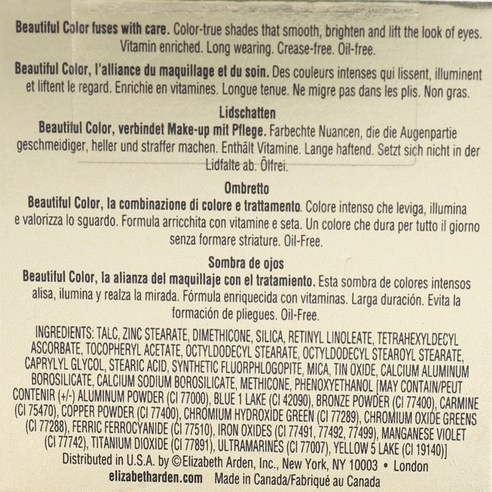 Beautiful Color fuses with care. Color-true shades that smooth, brighten and lift the look of eyes.
Vitamin enriched. Long wearing. Crease-free. Oil-free.
Beautiful Color, l'alliance du maquillage et du soin. Des couleurs intenses qui lissent, illuminent
et liftent le regard. Enrichie en vitamines. Longue tenue. Ne migre pas dans les plis. Non gras.
Lidschatten
Beautiful Color, verbindet Make-up mit Pflege. Farbechte Nuancen, die die Augenpartie
geschmeidiger, heller und straffer machen. Enthält Vitamine. Lange haftend. Setzt sich nicht in der
Lidfalte ab. Ölfrei.
Ombretto
Beautiful Color, la combinazione di colore e trattamento. Colore intenso che leviga, illumina
e valorizza lo sguardo. Formula arricchita con vitamine e seta. Un colore che dura per tutto il giorno
senza formare striature. Oil-Free.
Sombra de ojos
Beautiful Color, la alianza del maquillaje con el tratamiento. Esta sombra de colores intensos
alisa, ilumina y realza la mirada. Fórmula enriquecida con vitaminas. Larga duración. Evita la
formación de pliegues. Oil-Free.
INGREDIENTS: TALC, ZINC STEARATE, DIMETHICONE, SILICA, RETINYL LINOLEATE, TETRAHEXYLDECYL
ASCORBATE, TOCOPHERYL ACETATE, OCTYLDODECYL STEARATE, OCTYLDODECYL STEAROYL STEARATE,
CAPRYLYL GLYCOL, STEARIC ACID, SYNTHETIC FLUORPHLOGOPITE, MICA, TIN OXIDE, CALCIUM ALUMINUM
BOROSILICATE, CALCIUM SODIUM BOROSILICATE, METHICONE, PHENOXYETHANOL [MAY CONTAIN/PEUT
CONTENIR (+/-) ALUMINUM POWDER (CI 77000), BLUE 1 LAKE (CI 42090), BRONZE POWDER (CI 77400), CARMINE
(CI 75470), COPPER POWDER (CI 77400), CHROMIUM HYDROXIDE GREEN (CI 77289), CHROMIUM OXIDE GREENS
(CI 77288), FERRIC FERROCYANIDE (CI 77510), IRON OXIDES (CI 77491, 77492, 77499), MANGANESE VIOLET
(CI 77742), TITANIUM DIOXIDE (CI 77891), ULTRAMARINES (CI 77007), YELLOW 5 LAKE (CI 19140)]
Distributed in U.S.A. by ©Elizabeth Arden, Inc., New York, NY 10003 • London
elizabetharden.com Made in Canada/Fabriqué au Canada